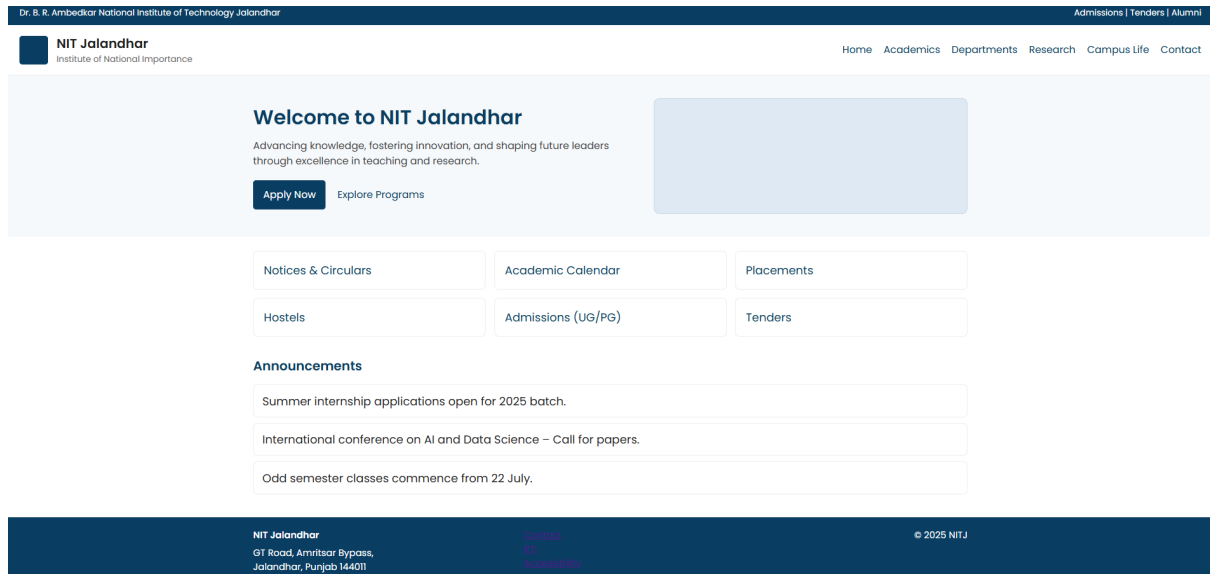 Dr. B. R. Ambedkar National Institute of Technology Jalandhar
Admissions | Tenders | Alumni
NIT Jalandhar
Institute of National Importance
Home Academics Departments Research Campus Life Contact
Welcome to NIT Jalandhar
Advancing knowledge, fostering innovation, and shaping future leaders
through excellence in teaching and research.
Apply Now Explore Programs
Notices & Circulars Academic Calendar Placements
Hostels Admissions (UG/PG) Tenders
Announcements
Summer internship applications open for 2025 batch.
International conference on AI and Data Science – Call for papers.
Odd semester classes commence from 22 July.
NIT Jalandhar
GT Road, Amritsar Bypass,
Jalandhar, Punjab 144011
© 2025 NITJ